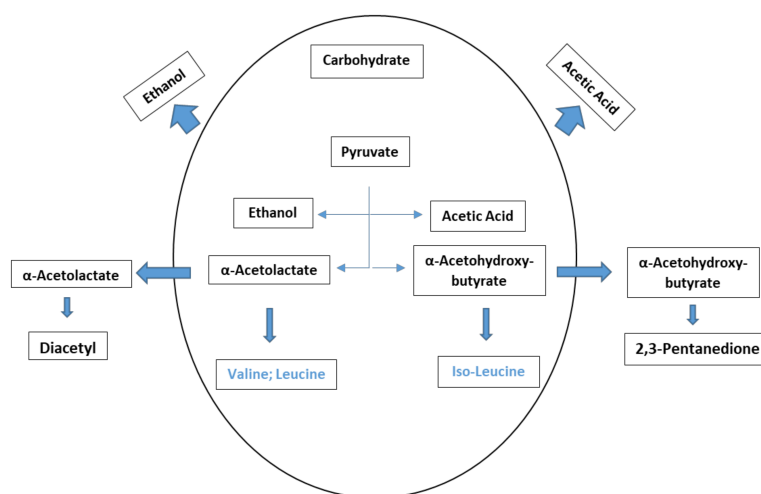 Carbohydrate
Ethanol
Acetic Acid
Pyruvate
Ethanol
Acetic Acid
α-Acetolactate
α-Acetolactate
α-Acetohydroxy-
butyrate
α-Acetohydroxy-
butyrate
Diacetyl
Valine; Leucine
Iso-Leucine
2,3-Pentanedione